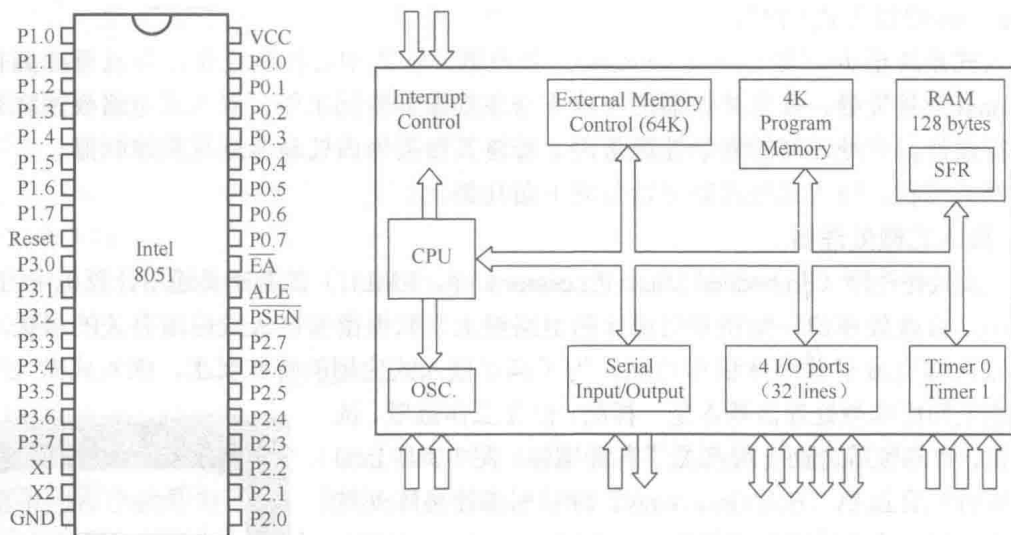 P1.0
P1.1
P1.2
P1.3
P1.4
P1.5
P1.6
P1.7
Reset
P3.0
P3.1
P3.2
P3.3
P3.4
P3.5
P3.6
P3.7
X1
X2
GND
Intel
8051
VCC
P0.0
P0.1
P0.2
P0.3
P0.4
P0.5
P0.6
P0.7
EA
ALE
PSEN
P2.7
P2.6
P2.5
P2.4
P2.3
P2.2
P2.1
P2.0
Interrupt
Control
External Memory
Control (64K)
4K
Program
Memory
RAM
128 bytes
SFR
CPU
OSC.
Serial
Input/Output
4 I/O ports
(32 lines)
Timer 0
Timer 1